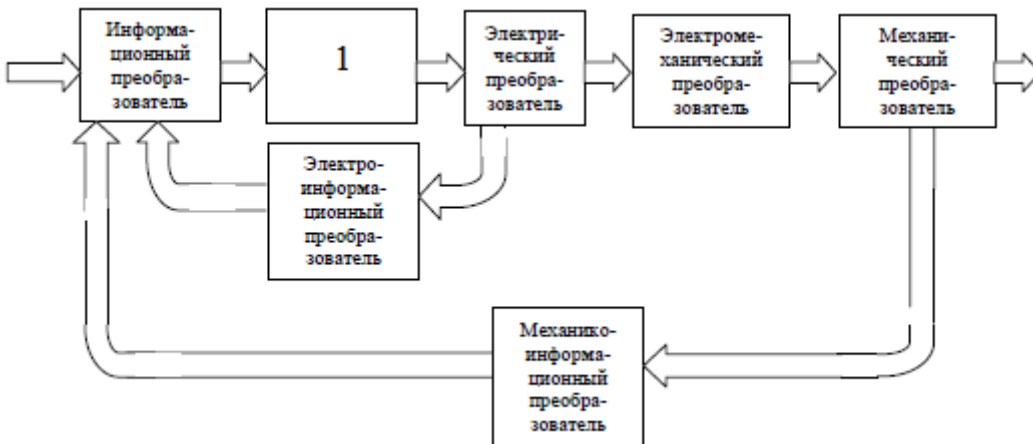 Информа-
ционный
преобра-
зователь
1
Электри-
ческий
преобра-
зователь
Электроме-
ханический
преобра-
зователь
Механи-
ческий
преобра-
зователь
Электро-
информа-
ционный
преобра-
зователь
Механико-
информа-
ционный
преобра-
зователь